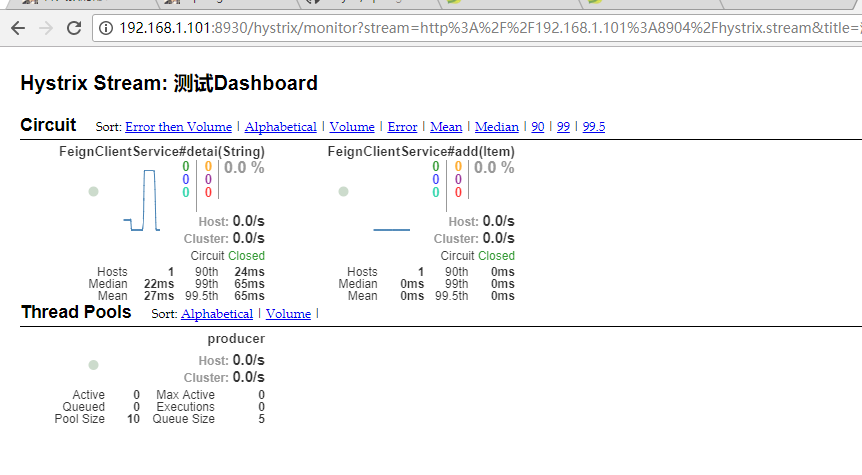 192.168.1.101:8930/hystrix/monitor?stream=http%3A%2F%2F192.168.1.101%3A8904%2Fhystrix.stream&title=
Hystrix Stream: 测试Dashboard
Circuit Sort: Error then Volume | Alphabetical | Volume | Error | Mean | Median | 90 | 99 | 99.5
FeignClientService#detai(String) FeignClientService#add(Item)
0 0 0.0 % 0 0 0.0 %
0 0 0 0
0 0 0 0
Host: 0.0/s Host: 0.0/s
Cluster: 0.0/s Cluster: 0.0/s
Circuit Closed Circuit Closed
Hosts 1 90th 24ms Hosts 1 90th 0ms
Median 22ms 99th 65ms Median 0ms 99th 0ms
Mean 27ms 99.5th 65ms Mean 0ms 99.5th 0ms
Thread Pools Sort: Alphabetical | Volume |
producer
Host: 0.0/s
Cluster: 0.0/s
Active 0 Max Active 0
Queued 0 Executions 0
Pool Size 10 Queue Size 5